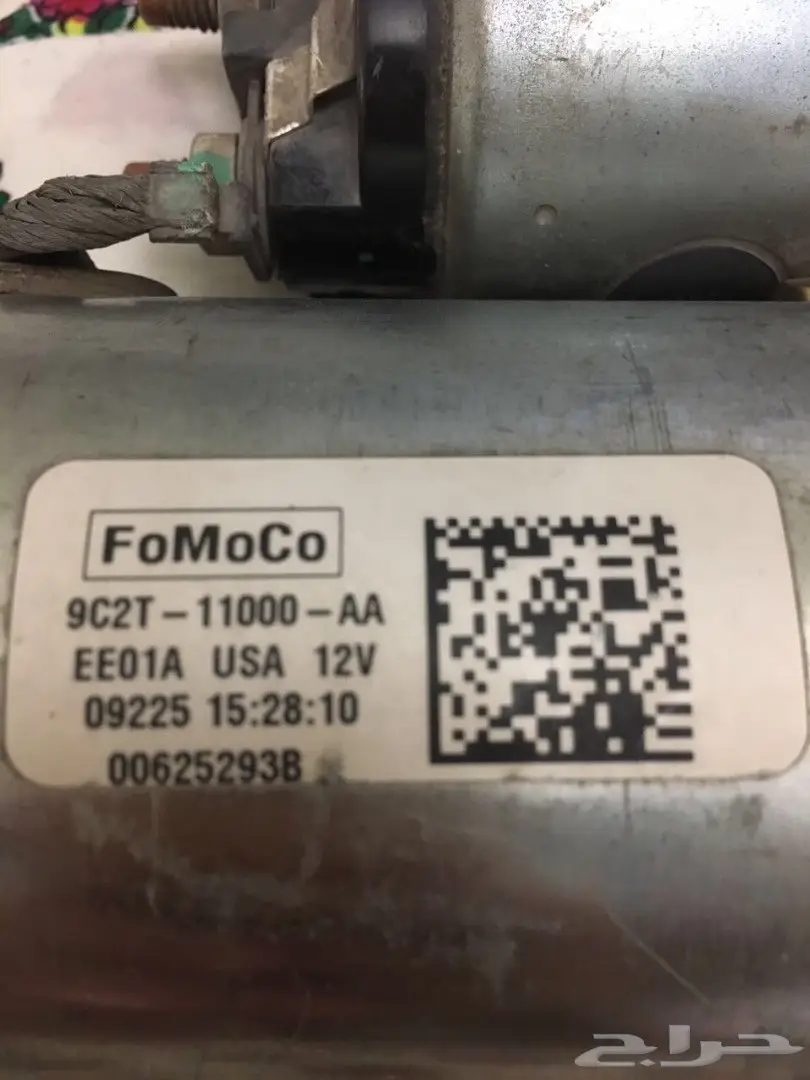 FoMoCo
9C2T-11000-AA
EE01A USA 12V
09225 15:28:10
00625293B
حراج